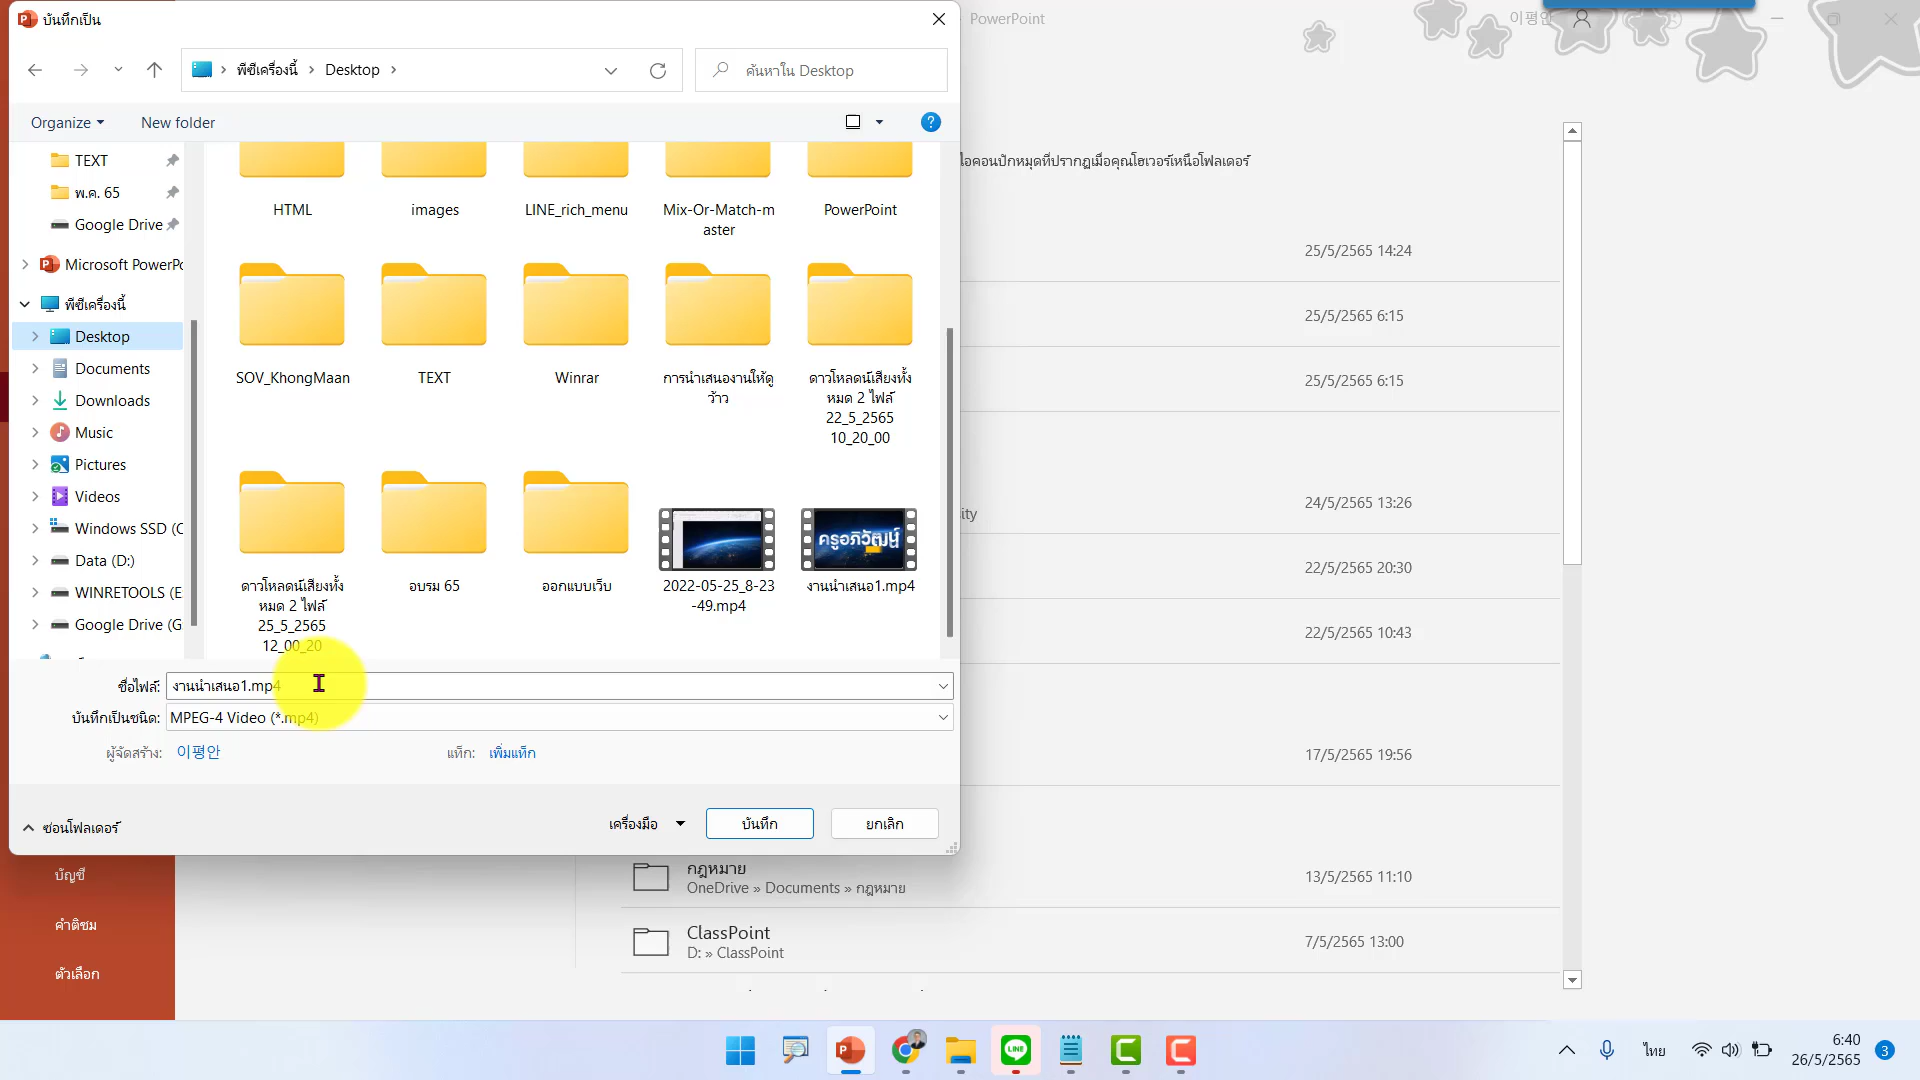 บันทึกเป็น
PowerPoint
이평안
พีซีเครื่องนี้
Desktop
ค้นหาใน Desktop
Organize
New folder
TEXT
พ.ค. 65
Google Drive
Microsoft PowerPo
พีซีเครื่องนี้
Desktop
Documents
Downloads
Music
Pictures
Videos
Windows SSD (C
Data (D:)
WINRETOOLS (E
Google Drive (G
HTML
images
LINE_rich_menu
Mix-Or-Match-m
aster
PowerPoint
SOV_KhongMaan
TEXT
Winrar
การนำเสนองานให้ดู
ว้าว
ดาวโหลดน์เสียงทั้ง
หมด 2 ไฟล์
22_5_2565
10_20_00
ดาวโหลดน์เสียงทั้ง
หมด 2 ไฟล์
25_5_2565
12_00_20
อบรม 65
ออกแบบเว็บ
2022-05-25_8-23
-49.mp4
ครูอภิวัฒน์
งานนำเสนอ1.mp4
ชื่อไฟล์:
งานนำเสนอ1.mp4
บันทึกเป็นชนิด:
MPEG-4 Video (*.mp4)
ผู้จัดสร้าง:
이평안
แท็ก:
เพิ่มแท็ก
ซ่อนโฟลเดอร์
เครื่องมือ
บันทึก
ยกเลิก
ไอคอนปักหมุดที่ปรากฏเมื่อคุณโฮเวอร์เหนือโฟลเดอร์
25/5/2565 14:24
25/5/2565 6:15
25/5/2565 6:15
ity
24/5/2565 13:26
22/5/2565 20:30
22/5/2565 10:43
17/5/2565 19:56
กฎหมาย
OneDrive » Documents » กฎหมาย
13/5/2565 11:10
ClassPoint
D: » ClassPoint
7/5/2565 13:00
บัญชี
คำติชม
ตัวเลือก
LINE
ไทย
6:40
26/5/2565
3